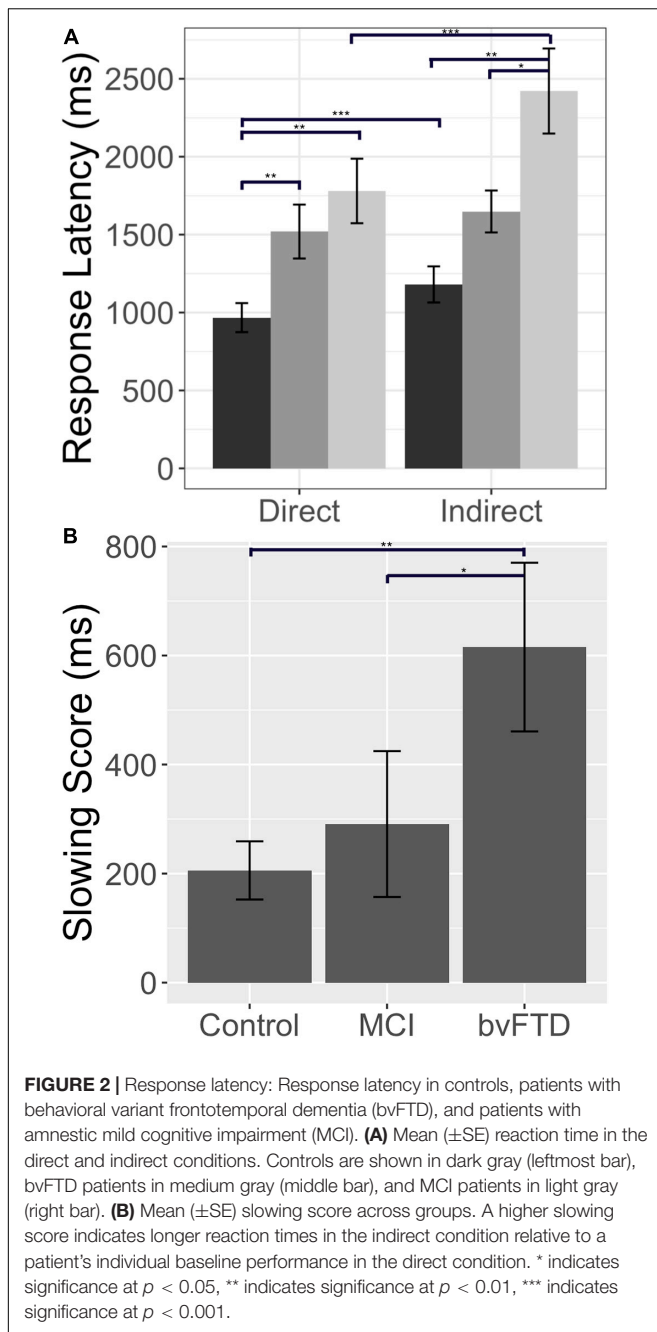 A
Response Latency (ms)
2500
2000
1500
1000
500
0
***
**
*
***
**
**
Direct Indirect
B
Slowing Score (ms)
800
600
400
200
0
**
*
Control MCI bvFTD
FIGURE 2 | Response latency: Response latency in controls, patients with
behavioral variant frontotemporal dementia (bvFTD), and patients with
amnestic mild cognitive impairment (MCI). (A) Mean (±SE) reaction time in the
direct and indirect conditions. Controls are shown in dark gray (leftmost bar),
bvFTD patients in medium gray (middle bar), and MCI patients in light gray
(right bar). (B) Mean (±SE) slowing score across groups. A higher slowing
score indicates longer reaction times in the indirect condition relative to a
patient's individual baseline performance in the direct condition. * indicates
significance at p < 0.05, ** indicates significance at p < 0.01, *** indicates
significance at p < 0.001.